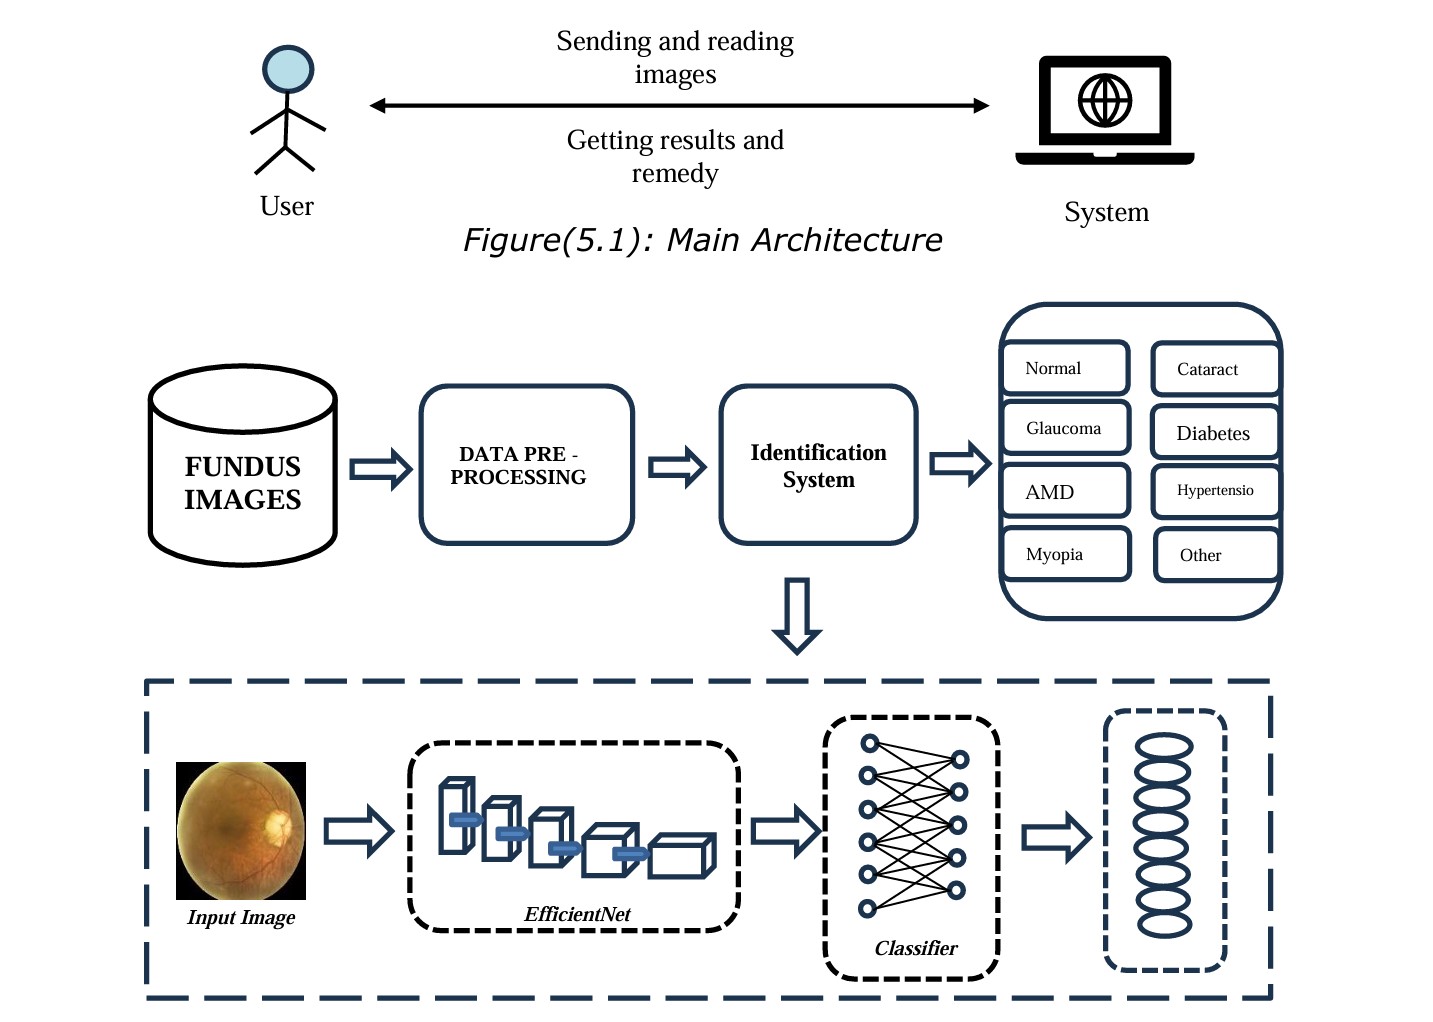 Sending and reading
images
Getting results and
remedy
User
System
Figure(5.1): Main Architecture
FUNDUS
IMAGES
DATA PRE -
PROCESSING
Identification
System
Normal
Cataract
Glaucoma
Diabetes
AMD
Hypertensio
Myopia
Other
Input Image
EfficientNet
Classifier